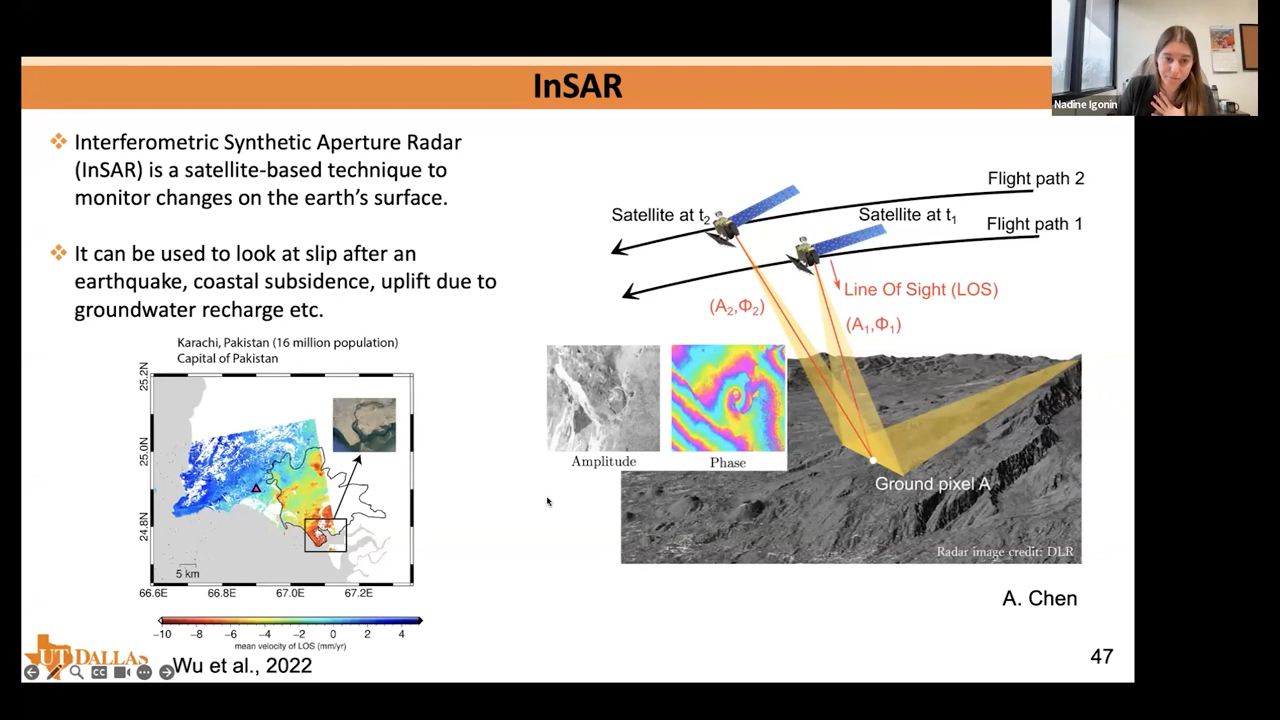 InSAR
Nadine Igonin
Interferometric Synthetic Aperture Radar
(InSAR) is a satellite-based technique to
monitor changes on the earth's surface.
It can be used to look at slip after an
earthquake, coastal subsidence, uplift due to
groundwater recharge etc.
Karachi, Pakistan (16 million population)
Capital of Pakistan
25.2N
25.0N
24.8N
5 km
66.6E 66.8E 67.0E 67.2E
-10 -8 -6 -4 -2 0 2 4
mean velocity of LOS (mm/yr)
UT DALLAS
Wu et al., 2022
Flight path 2
Satellite at t2
Satellite at t1
Flight path 1
Line Of Sight (LOS)
(A2,Φ2)
(A1,Φ1)
Amplitude
Phase
Ground pixel A
Radar image credit: DLR
A. Chen
47